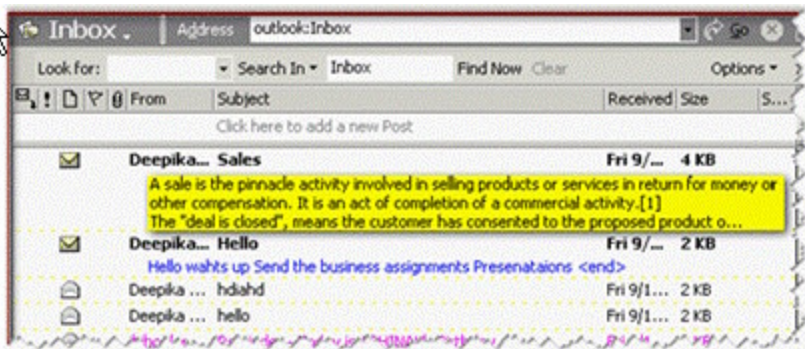 Inbox . Address outlook:Inbox Go
Look for: Search In Inbox Find Now Clear Options
! From Subject Received Size S...
Click here to add a new Post
Deepika... Sales Fri 9/... 4 KB
A sale is the pinnacle activity involved in selling products or services in return for money or
other compensation. It is an act of completion of a commercial activity.[1]
The "deal is closed", means the customer has consented to the proposed product o...
Deepika... Hello Fri 9/... 2 KB
Hello wahts up Send the business assignments Presenataions <end>
Deepika ... hdiahd Fri 9/1... 2 KB
Deepika ... hello Fri 9/1... 2 KB